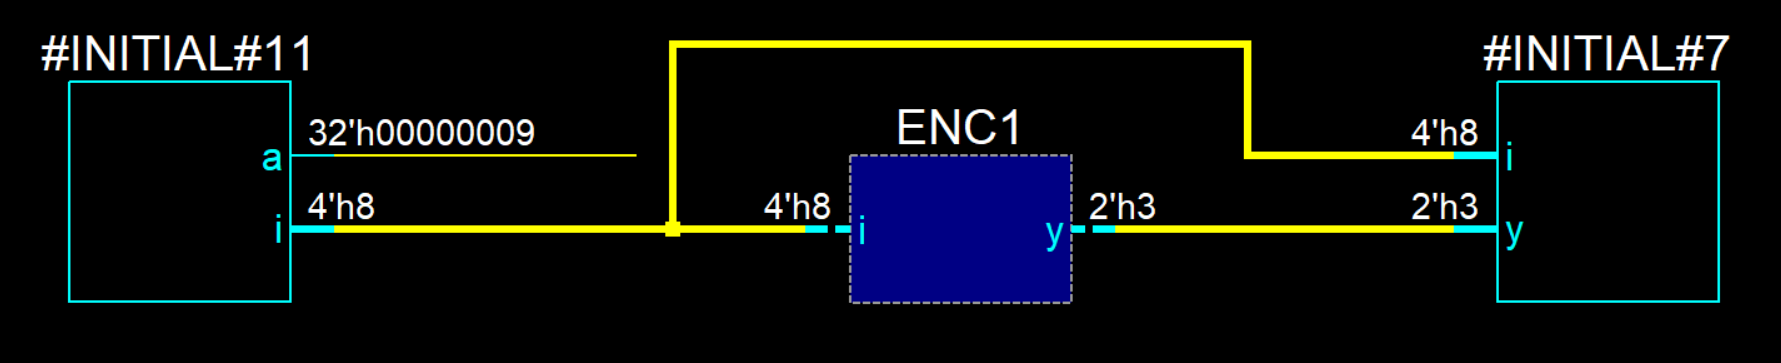 #INITIAL#11
#INITIAL#7
ENC1
32'h00000009
4'h8
a
i
4'h8
4'h8
2'h3
2'h3
i
y
i
y